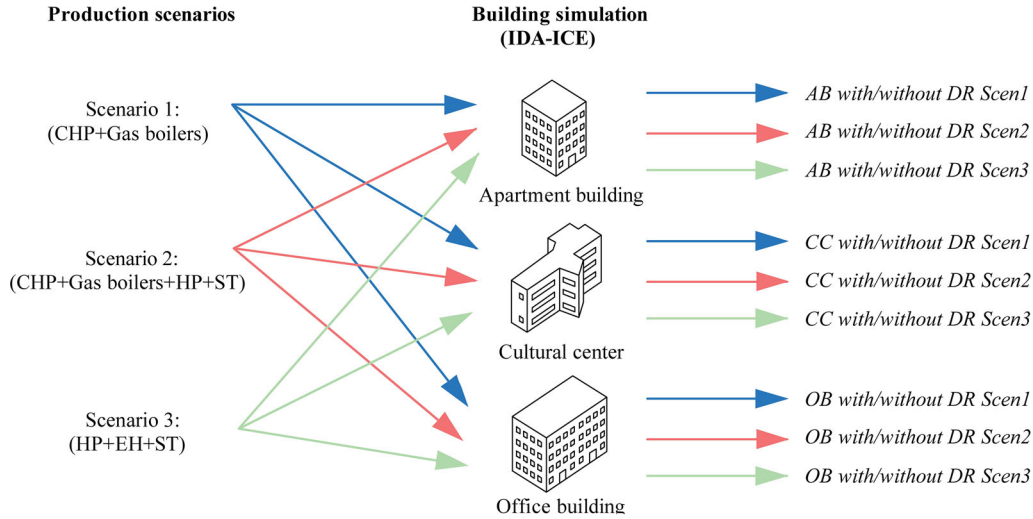 Production scenarios
Building simulation
(IDA-ICE)
Scenario 1:
(CHP+Gas boilers)
Scenario 2:
(CHP+Gas boilers+HP+ST)
Scenario 3:
(HP+EH+ST)
Apartment building
Cultural center
Office building
AB with/without DR Scen1
AB with/without DR Scen2
AB with/without DR Scen3
CC with/without DR Scen1
CC with/without DR Scen2
CC with/without DR Scen3
OB with/without DR Scen1
OB with/without DR Scen2
OB with/without DR Scen3